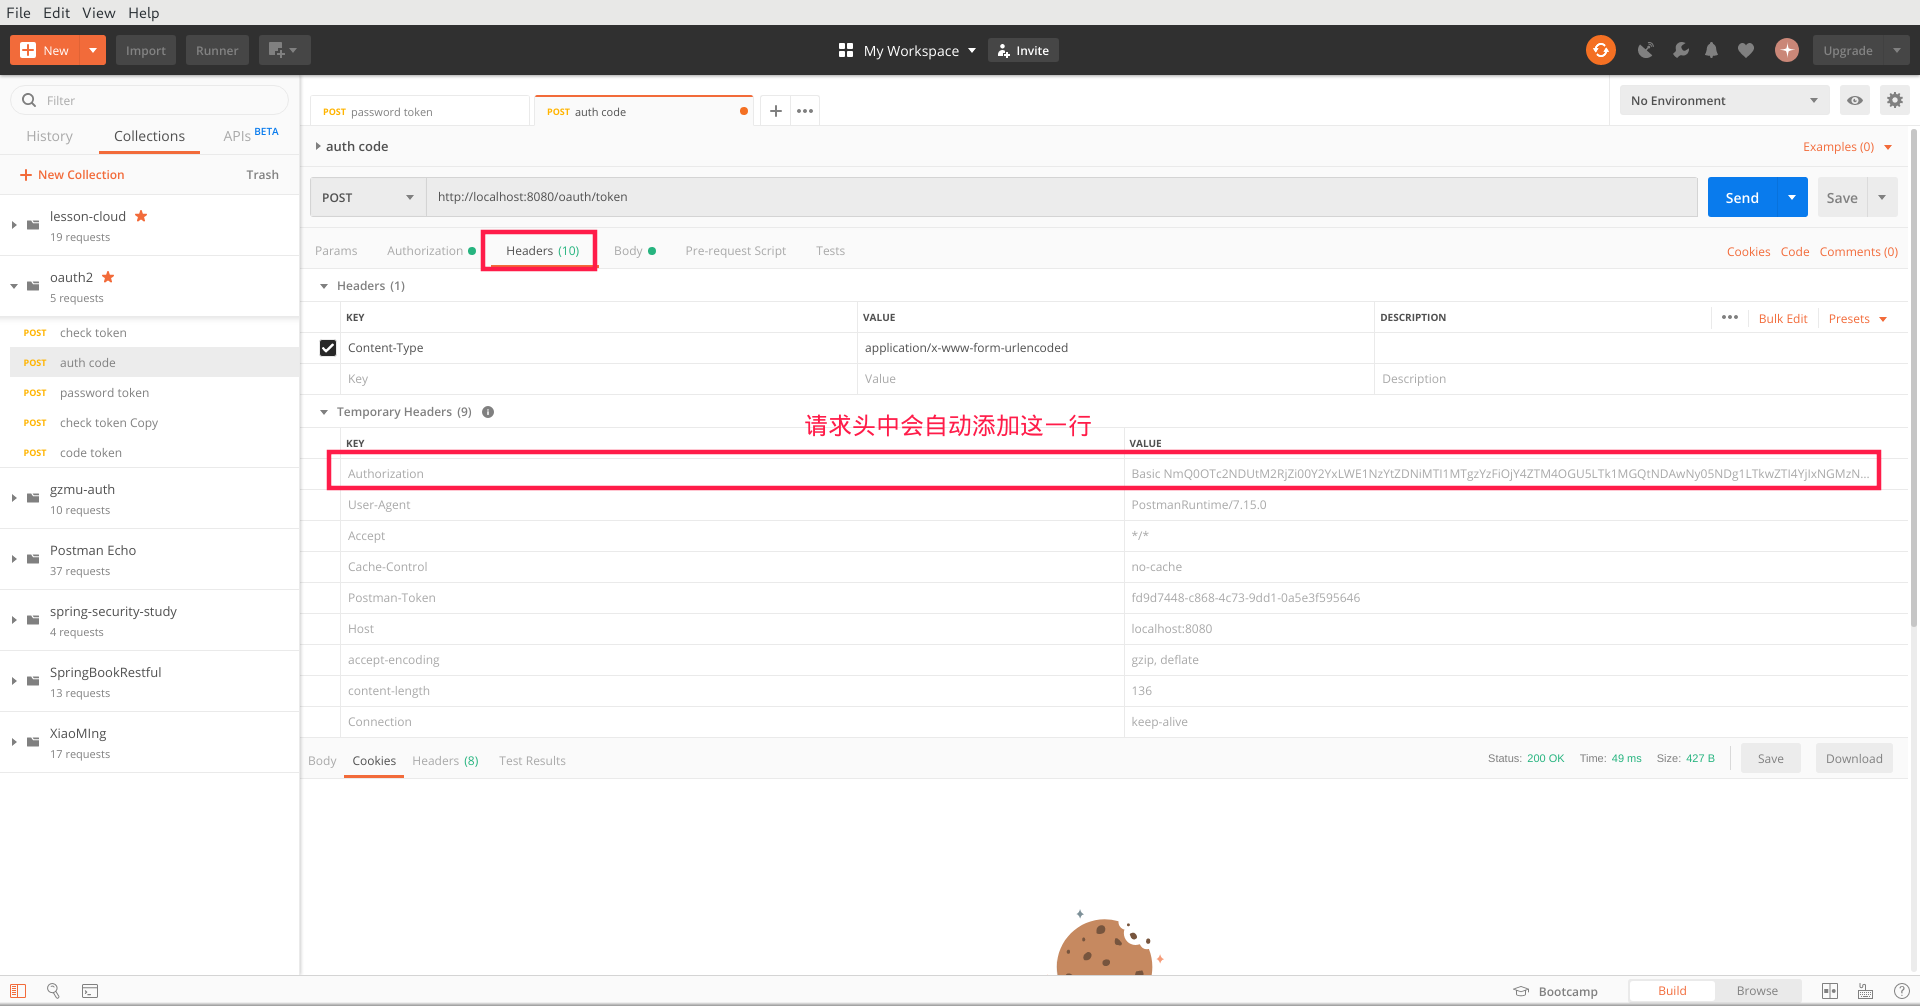 File Edit View Help
New Import Runner My Workspace Invite Upgrade
Filter
History Collections APIs BETA
New Collection Trash
lesson-cloud
19 requests
oauth2
5 requests
POST check token
POST auth code
POST password token
POST check token Copy
POST code token
gzmu-auth
10 requests
Postman Echo
37 requests
spring-security-study
4 requests
SpringBookRestful
13 requests
XiaoMIng
17 requests
POST password token POST auth code No Environment
auth code Examples (0)
POST http://localhost:8080/oauth/token Send Save
Params Authorization Headers (10) Body Pre-request Script Tests Cookies Code Comments (0)
Headers (1)
KEY VALUE DESCRIPTION Bulk Edit Presets
Content-Type application/x-www-form-urlencoded
Key Value Description
Temporary Headers (9)
请求头中会自动添加这一行
KEY VALUE
Authorization Basic NmQ0OTc2NDUtM2RjZi00Y2YxLWE1NzYtZDNiMTI1MTgzYzFiOjY4ZTM4OGU5LTk1MGQtNDAwNy05NDg1LTkwZTI4YjIxNGMzN...
User-Agent PostmanRuntime/7.15.0
Accept */*
Cache-Control no-cache
Postman-Token fd9d7448-c868-4c73-9dd1-0a5e3f595646
Host localhost:8080
accept-encoding gzip, deflate
content-length 136
Connection keep-alive
Body Cookies Headers (8) Test Results Status: 200 OK Time: 49 ms Size: 427 B Save Download
Bootcamp Build Browse